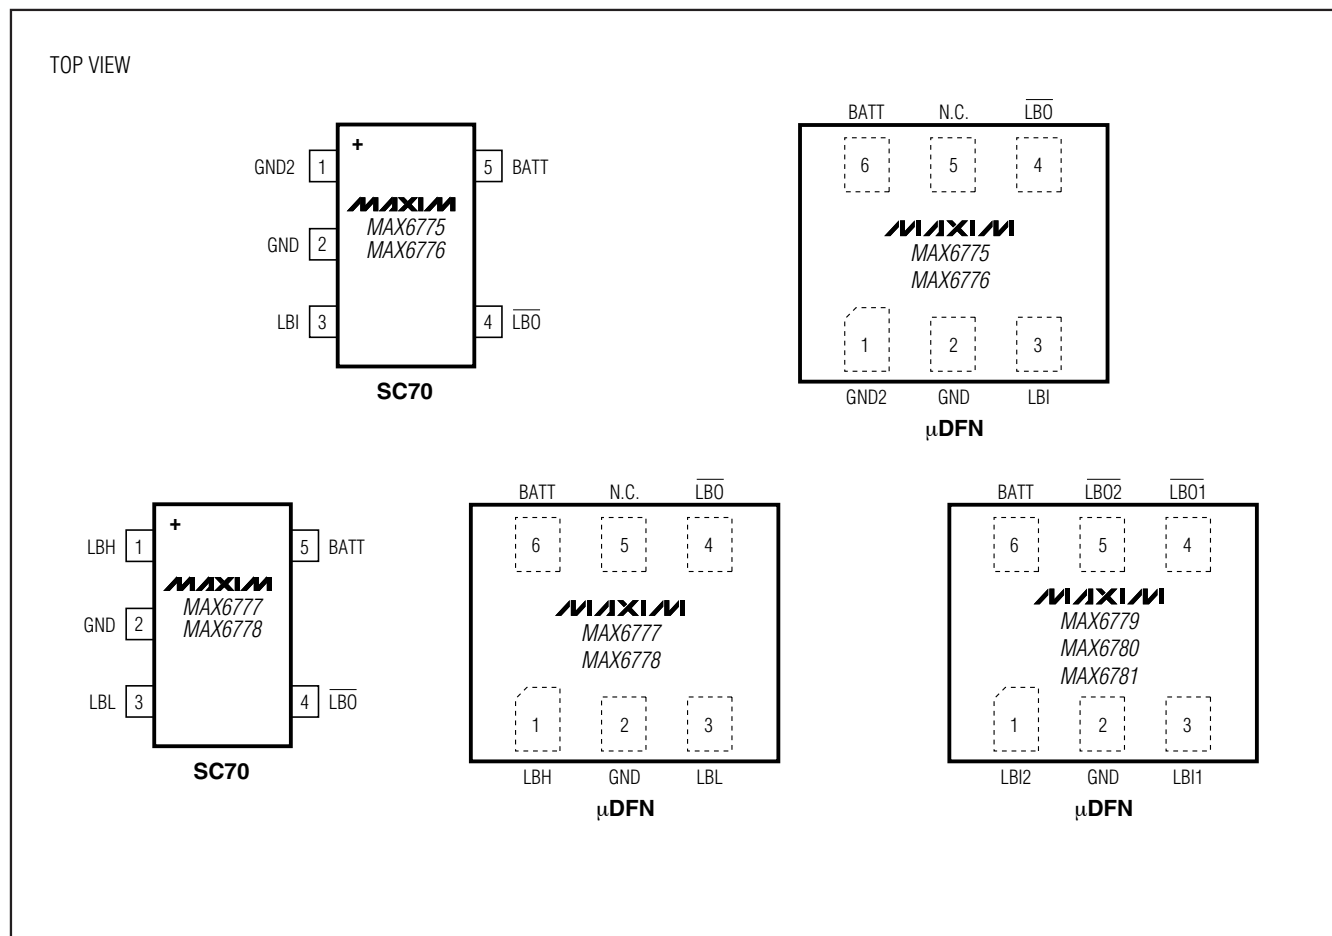 TOP VIEW
BATT N.C. LBO
+
6 5 4
GND2 1 5 BATT
MAXIM
MAX6775
MAX6776
GND 2
MAXIM
MAX6775
MAX6776
LBI 3 4 LBO
1 2 3
SC70
GND2 GND LBI
µDFN
BATT N.C. LBO
BATT LBO2 LBO1
+
LBH 1 5 BATT
6 5 4
6 5 4
MAXIM
MAX6777
MAX6778
GND 2
MAXIM
MAX6777
MAX6778
MAXIM
MAX6779
MAX6780
MAX6781
LBL 3 4 LBO
1 2 3
1 2 3
SC70
LBH GND LBL
µDFN
LBI2 GND LBI1
µDFN